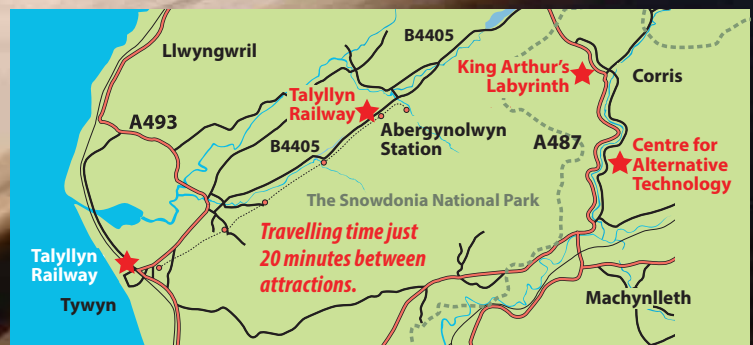 Llwyngwril
B4405
King Arthur's
Labyrinth
Corris
Talyllyn
Railway
A493
Abergynolwyn
Station
B4405
A487
Centre for
Alternative
Technology
The Snowdonia National Park
Travelling time just
20 minutes between
attractions.
Talyllyn
Railway
Tywyn
Machynlleth